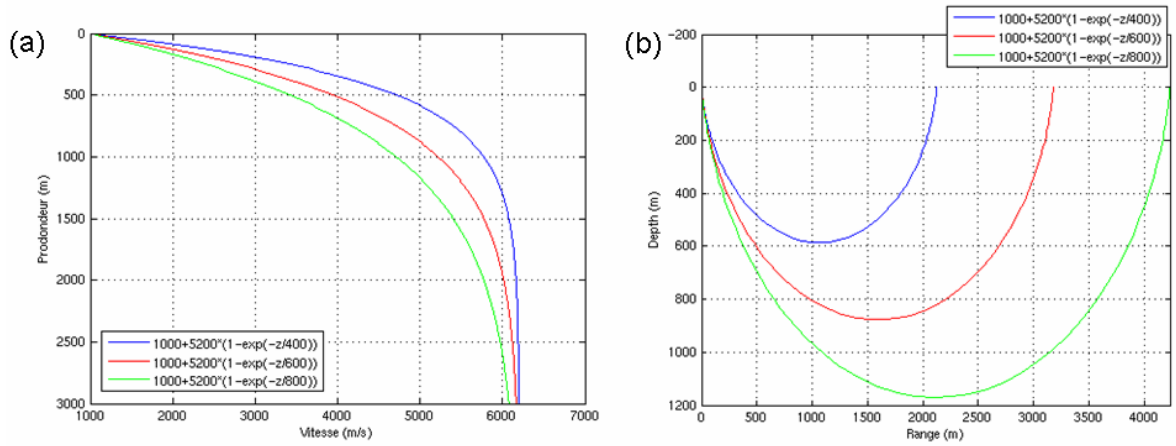 (a)
0
500
1000
1500
2000
2500
3000
Prodondeur (m)
1000+5200*(1-exp(-z/400))
1000+5200*(1-exp(-z/600))
1000+5200*(1-exp(-z/800))
1000 2000 3000 4000 5000 6000 7000
Vitesse (m/s)
(b)
1000+5200*(1-exp(-z/400))
1000+5200*(1-exp(-z/600))
1000+5200*(1-exp(-z/800))
-200
0
200
400
600
800
1000
1200
Depth (m)
0 500 1000 1500 2000 2500 3000 3500 4000
Range (m)